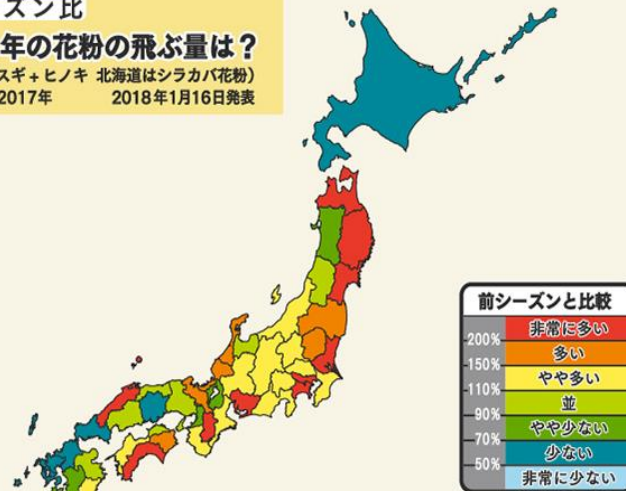 ズン比
年の花粉の飛ぶ量は？
スギ+ヒノキ 北海道はシラカバ花粉）
2017年 2018年1月16日発表
前シーズンと比較
非常に多い
200%
多い
150%
やや多い
110%
並
90%
やや少ない
70%
少ない
50%
非常に少ない